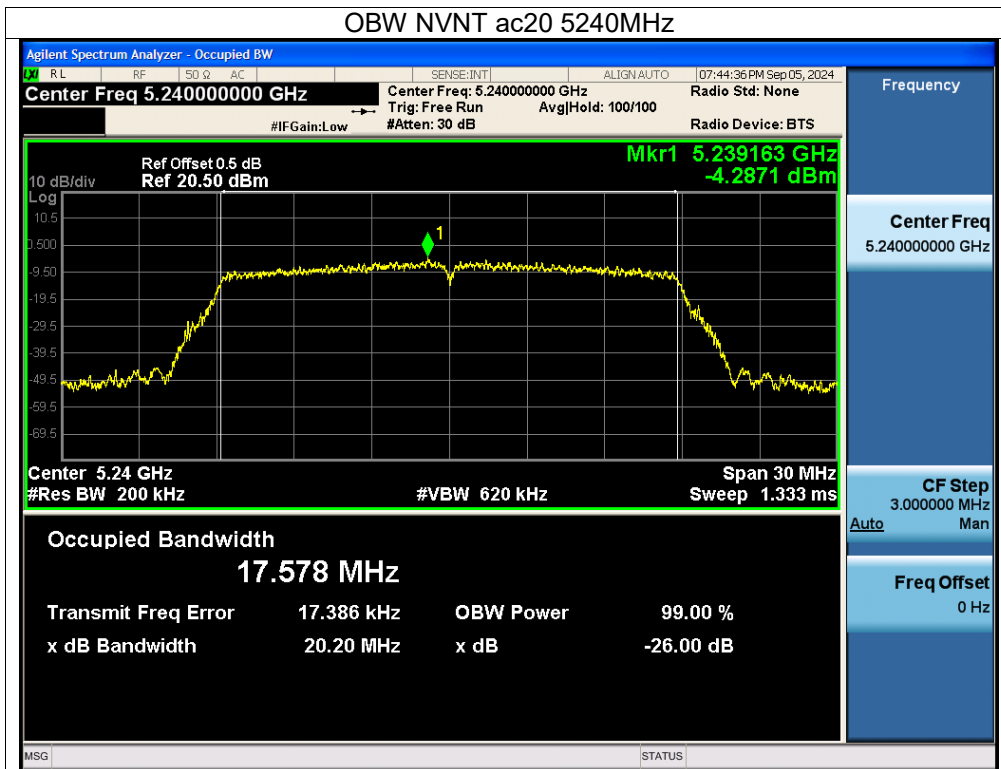 OBW NVNT ac20 5240MHz
Agilent Spectrum Analyzer - Occupied BW
LXI RL RF 50 Ω AC SENSE:INT ALIGN AUTO 07:44:36 PM Sep 05, 2024
Center Freq 5.240000000 GHz
Center Freq: 5.240000000 GHz
Radio Std: None
Trig: Free Run Avg|Hold: 100/100
#IFGain:Low #Atten: 30 dB
Radio Device: BTS
Frequency
Ref Offset 0.5 dB
10 dB/div Ref 20.50 dBm
Mkr1 5.239163 GHz
-4.2871 dBm
Log
10.5
0.500
-9.50
-19.5
-29.5
-39.5
-49.5
-59.5
-69.5
1
Center 5.24 GHz Span 30 MHz
#Res BW 200 kHz #VBW 620 kHz Sweep 1.333 ms
Center Freq
5.240000000 GHz
CF Step
3.000000 MHz
Auto Man
Freq Offset
0 Hz
Occupied Bandwidth
17.578 MHz
Transmit Freq Error 17.386 kHz OBW Power 99.00 %
x dB Bandwidth 20.20 MHz x dB -26.00 dB
MSG STATUS